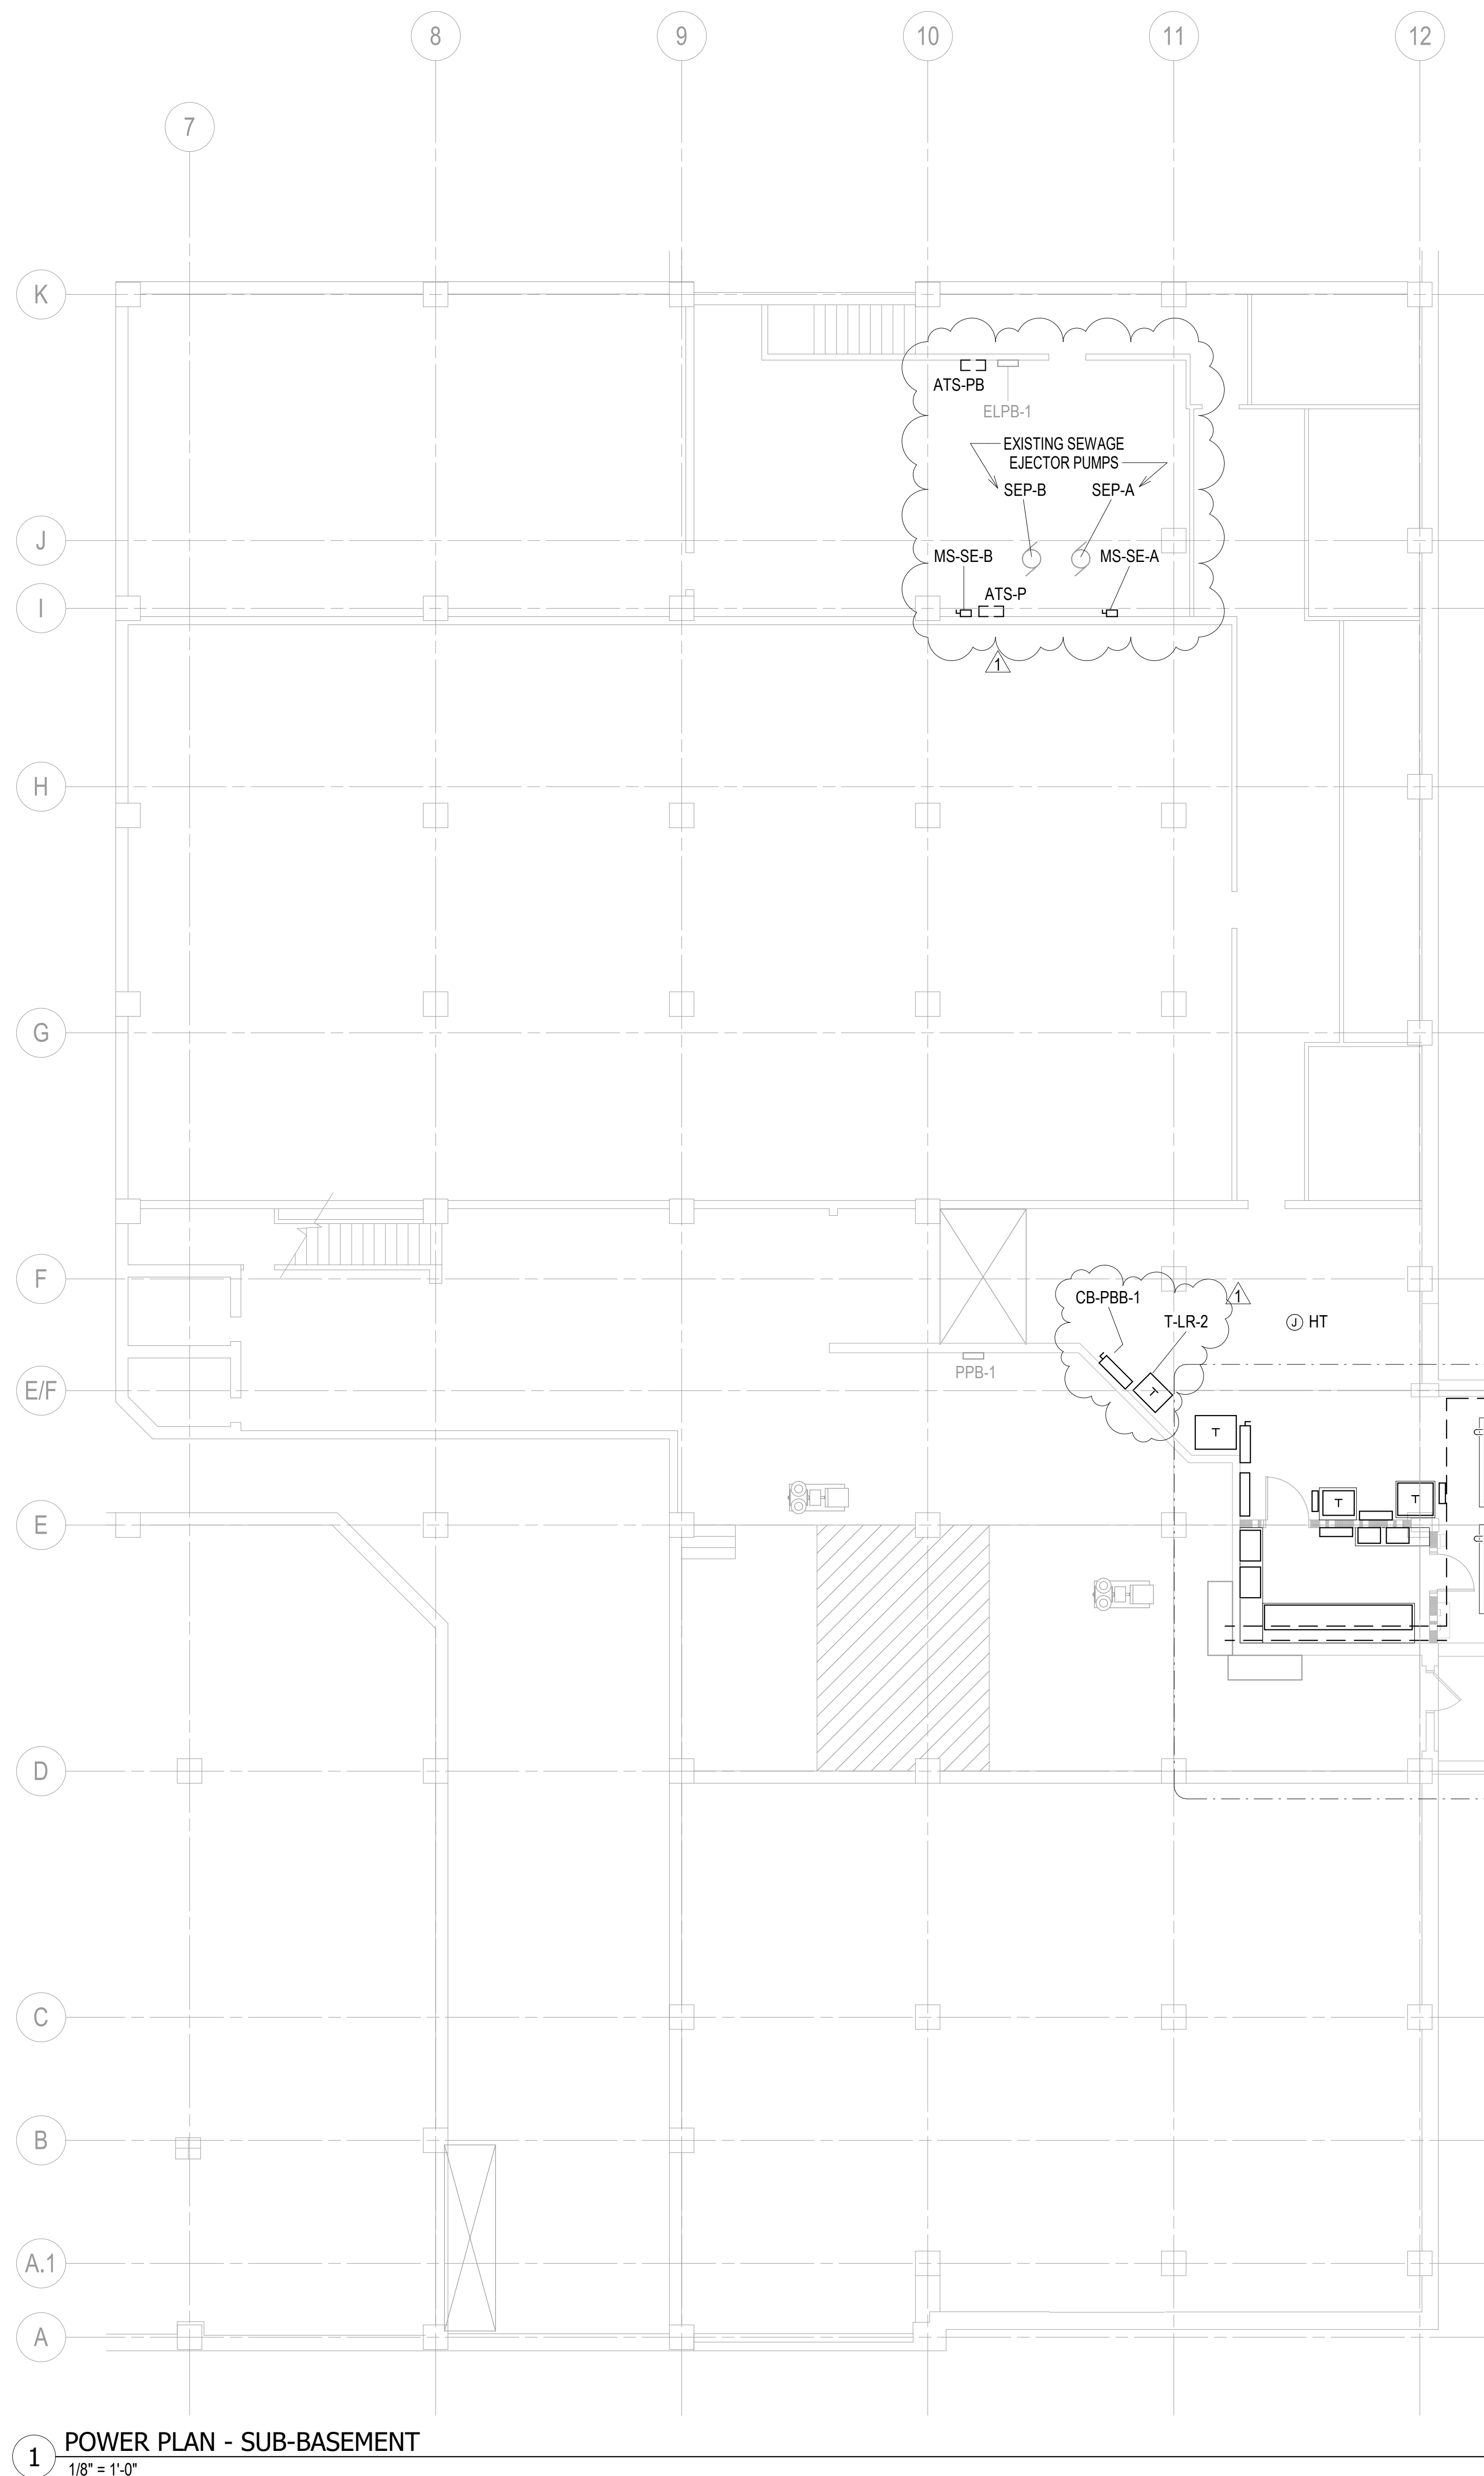 8
9
10
11
12
7
K
ATS-PB
ELPB-1
EXISTING SEWAGE
EJECTOR PUMPS
SEP-B
SEP-A
J
MS-SE-B
MS-SE-A
ATS-P
I
1
H
G
F
CB-PBB-1
1
T-LR-2
J HT
PPB-1
E/F
T
T
T
T
E
D
C
B
A.1
A
1
POWER PLAN - SUB-BASEMENT
1/8" = 1'-0"